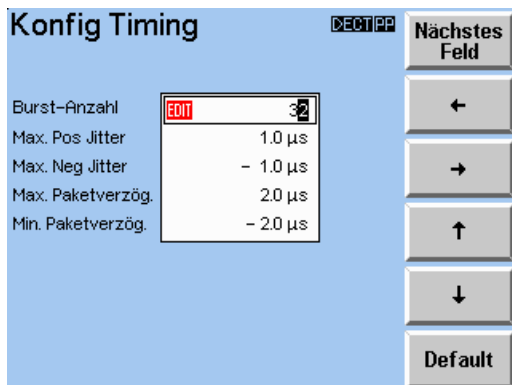 Konfig Timing
DECT PP
Nächstes
Feld
Burst-Anzahl EDIT 32
Max. Pos Jitter 1.0 µs
Max. Neg Jitter - 1.0 µs
Max. Paketverzög. 2.0 µs
Min. Paketverzög. - 2.0 µs
←
→
↑
↓
Default